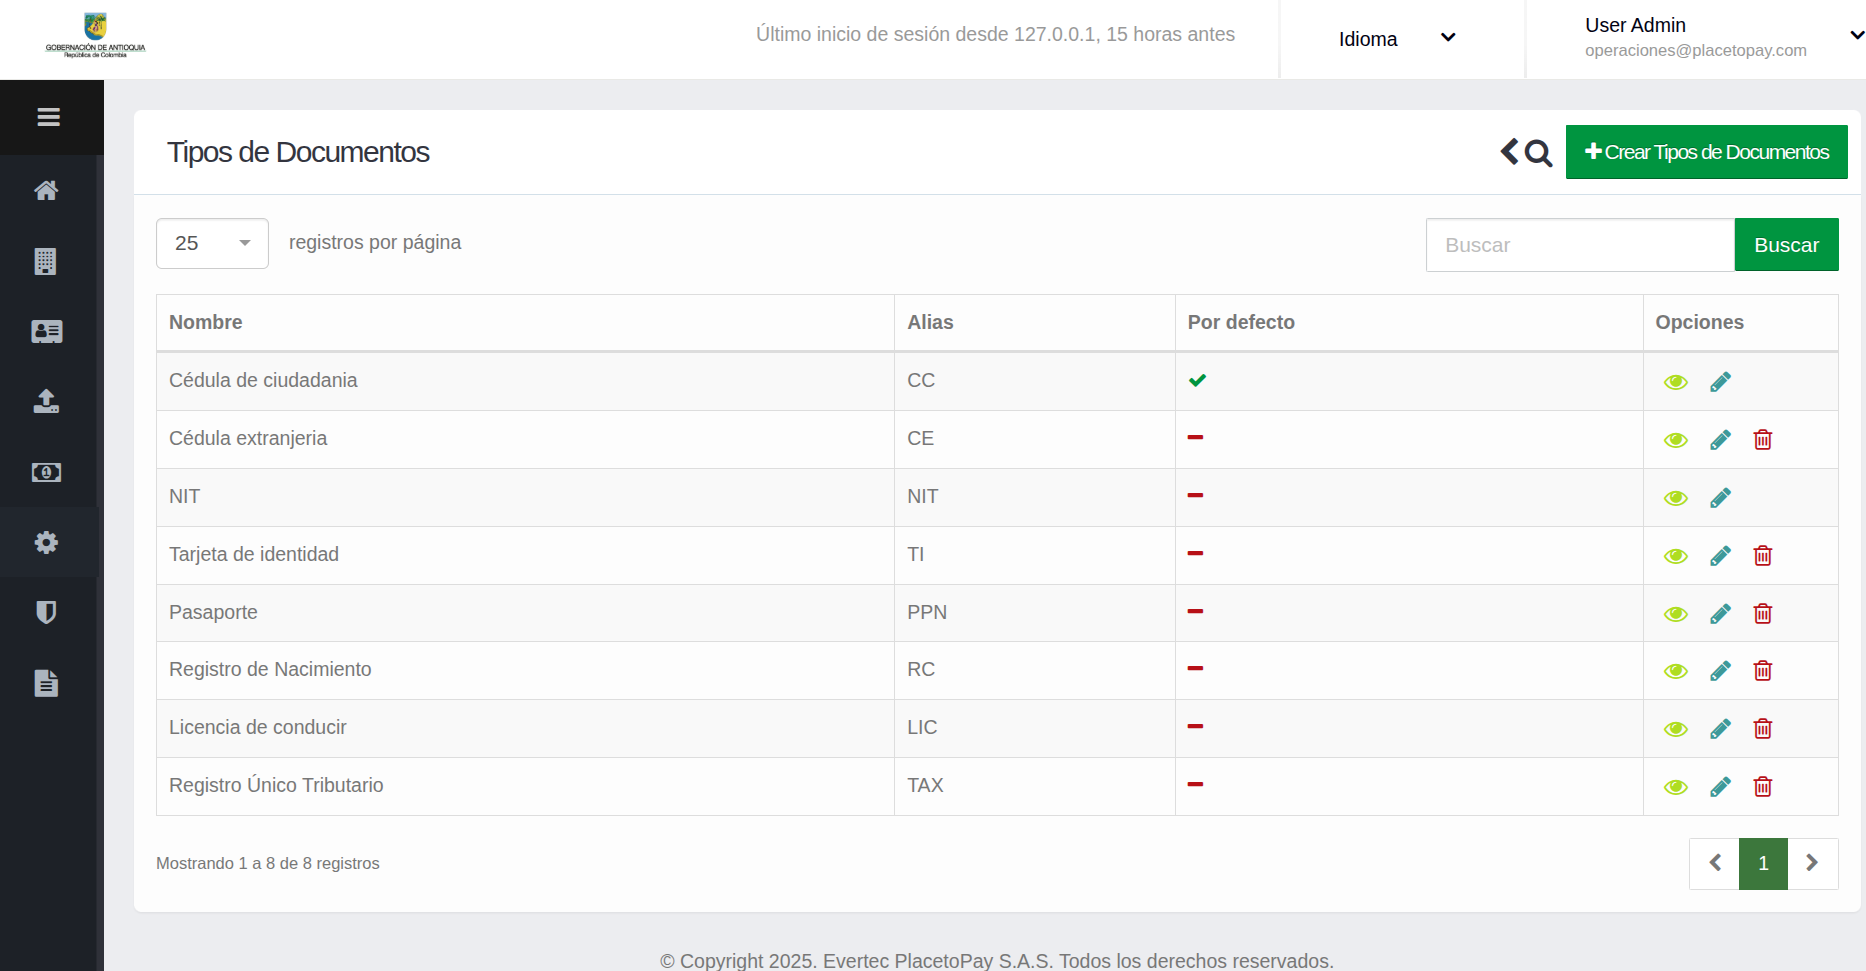 GOBERNACIÓN DE ANTIOQUIA
República de Colombia
Último inicio de sesión desde 127.0.0.1, 15 horas antes
Idioma
User Admin
operaciones@placetopay.com
Tipos de Documentos
Crear Tipos de Documentos
25 registros por página
Buscar Buscar
Nombre Alias Por defecto Opciones
Cédula de ciudadania CC
Cédula extranjeria CE
NIT NIT
Tarjeta de identidad TI
Pasaporte PPN
Registro de Nacimiento RC
Licencia de conducir LIC
Registro Único Tributario TAX
Mostrando 1 a 8 de 8 registros
1
© Copyright 2025. Evertec PlacetoPay S.A.S. Todos los derechos reservados.